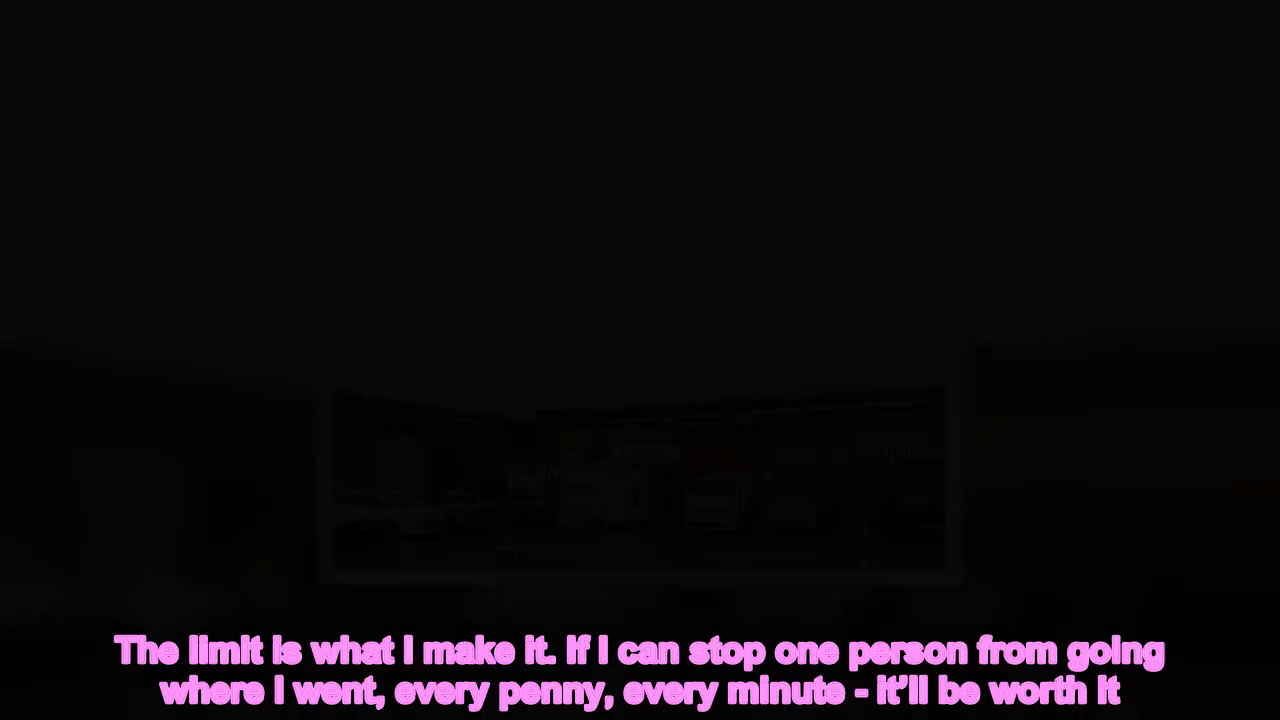 The limit is what I make it. If I can stop one person from going
where I went, every penny, every minute - it'll be worth it